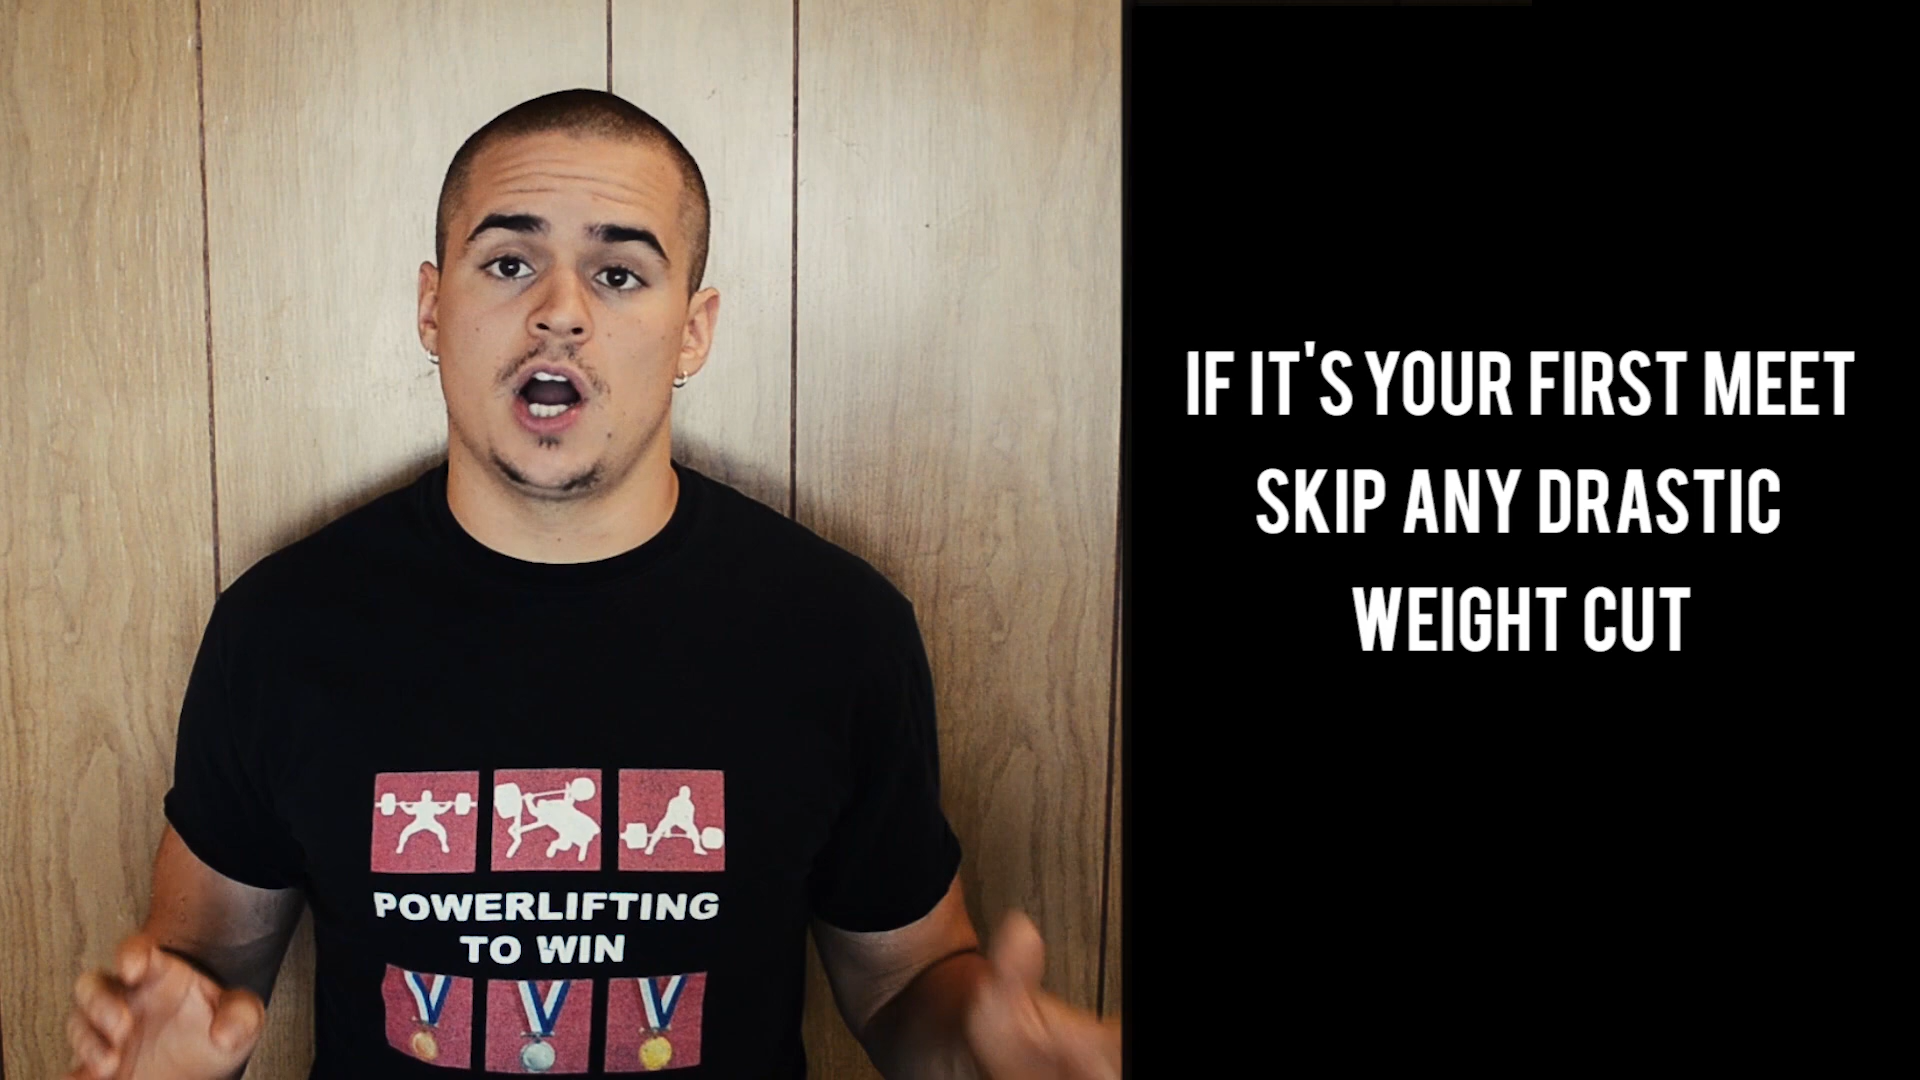 IF IT'S YOUR FIRST MEET
SKIP ANY DRASTIC
WEIGHT CUT
POWERLIFTING
TO WIN